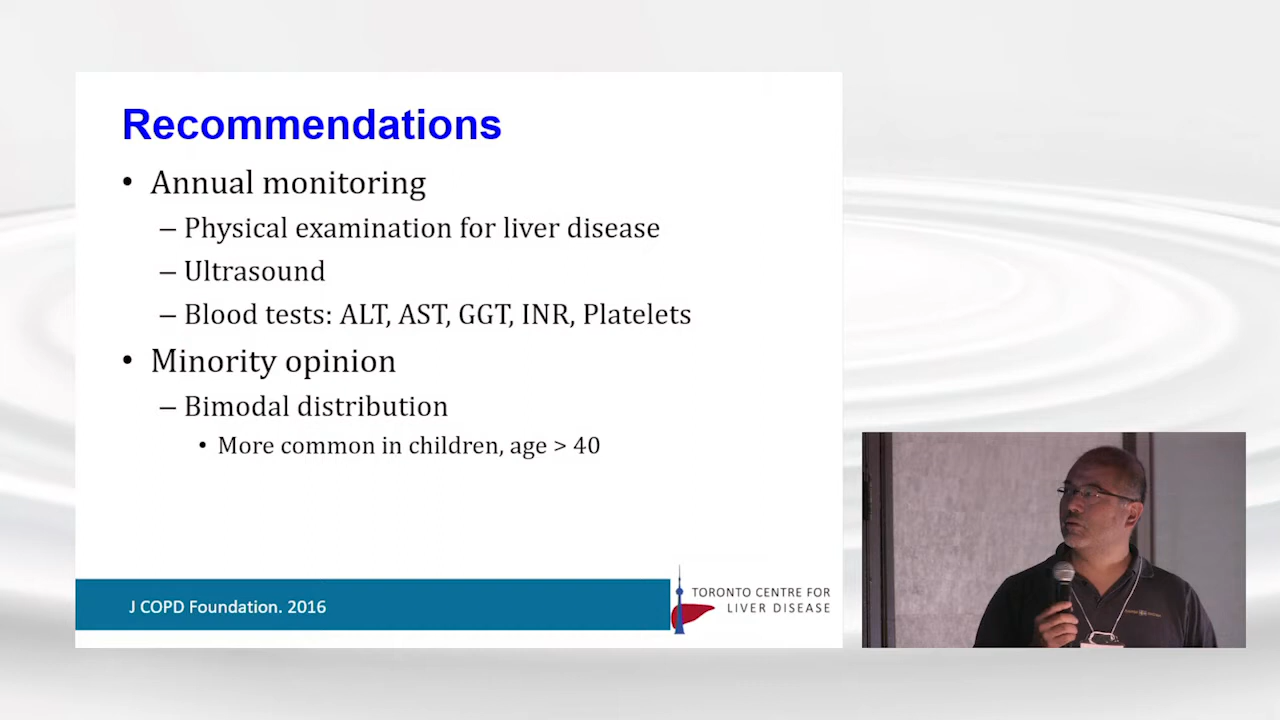 Recommendations
• Annual monitoring
– Physical examination for liver disease
– Ultrasound
– Blood tests: ALT, AST, GGT, INR, Platelets
• Minority opinion
– Bimodal distribution
• More common in children, age > 40
J COPD Foundation. 2016
TORONTO CENTRE FOR
LIVER DISEASE